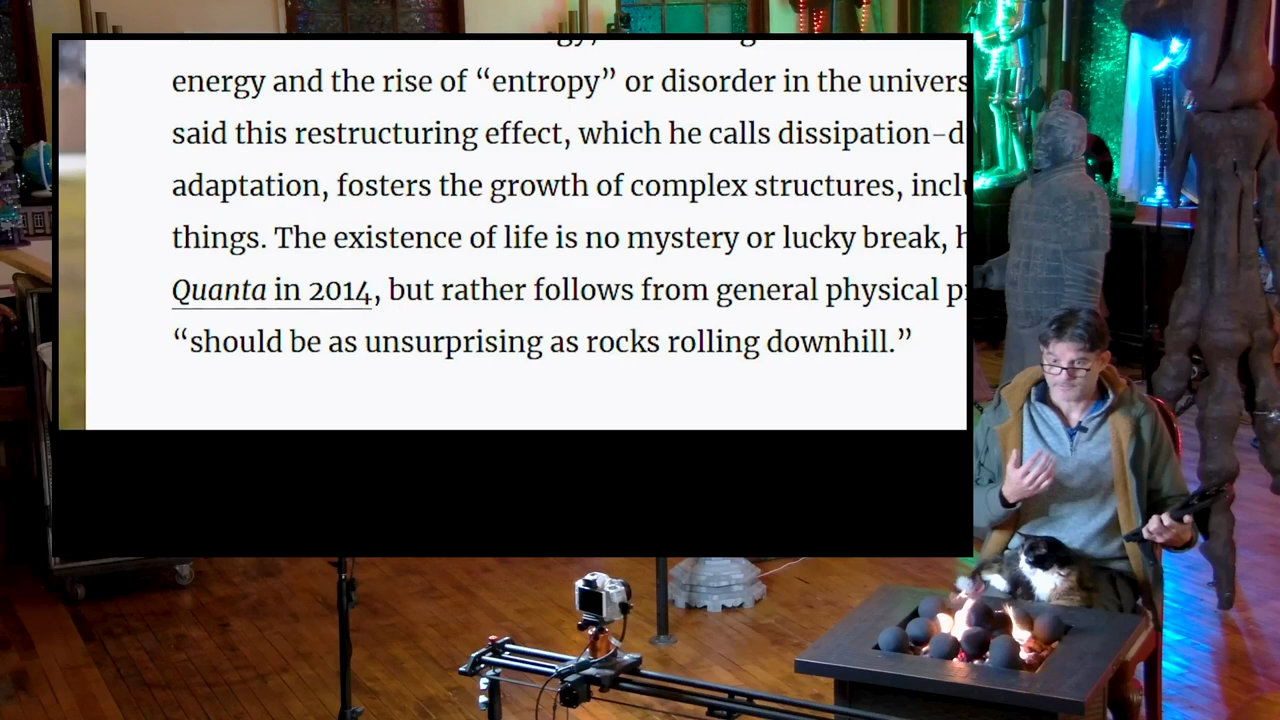 energy and the rise of “entropy” or disorder in the univers
said this restructuring effect, which he calls dissipation-d
adaptation, fosters the growth of complex structures, inclu
things. The existence of life is no mystery or lucky break, h
Quanta in 2014, but rather follows from general physical pr
“should be as unsurprising as rocks rolling downhill.”